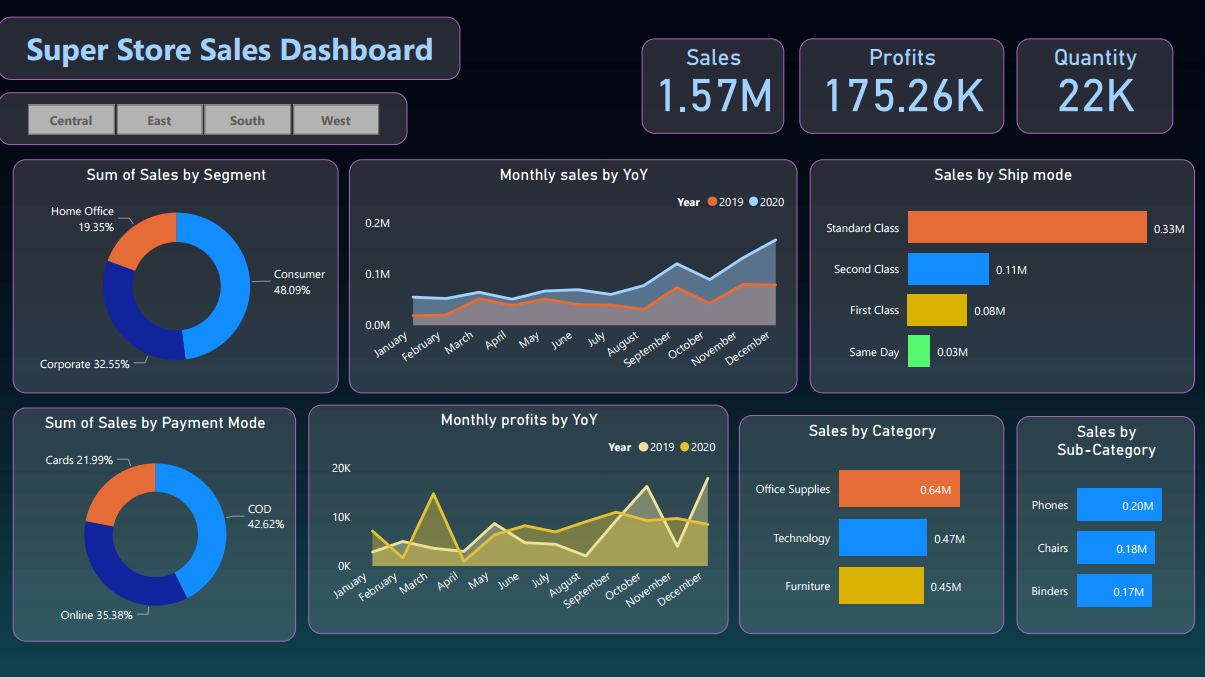 Super Store Sales Dashboard
Central East South West
Sales
1.57M
Profits
175.26K
Quantity
22K
Sum of Sales by Segment
Home Office
19.35%
Consumer
48.09%
Corporate 32.55%
Monthly sales by YoY
Year 2019 2020
0.2M
0.1M
0.0M
January February March April May June July August September October November December
Sales by Ship mode
Standard Class 0.33M
Second Class 0.11M
First Class 0.08M
Same Day 0.03M
Sum of Sales by Payment Mode
Cards 21.99%
COD
42.62%
Online 35.38%
Monthly profits by YoY
Year 2019 2020
20K
10K
0K
January February March April May June July August September October November December
Sales by Category
Office Supplies 0.64M
Technology 0.47M
Furniture 0.45M
Sales by
Sub-Category
Phones 0.20M
Chairs 0.18M
Binders 0.17M